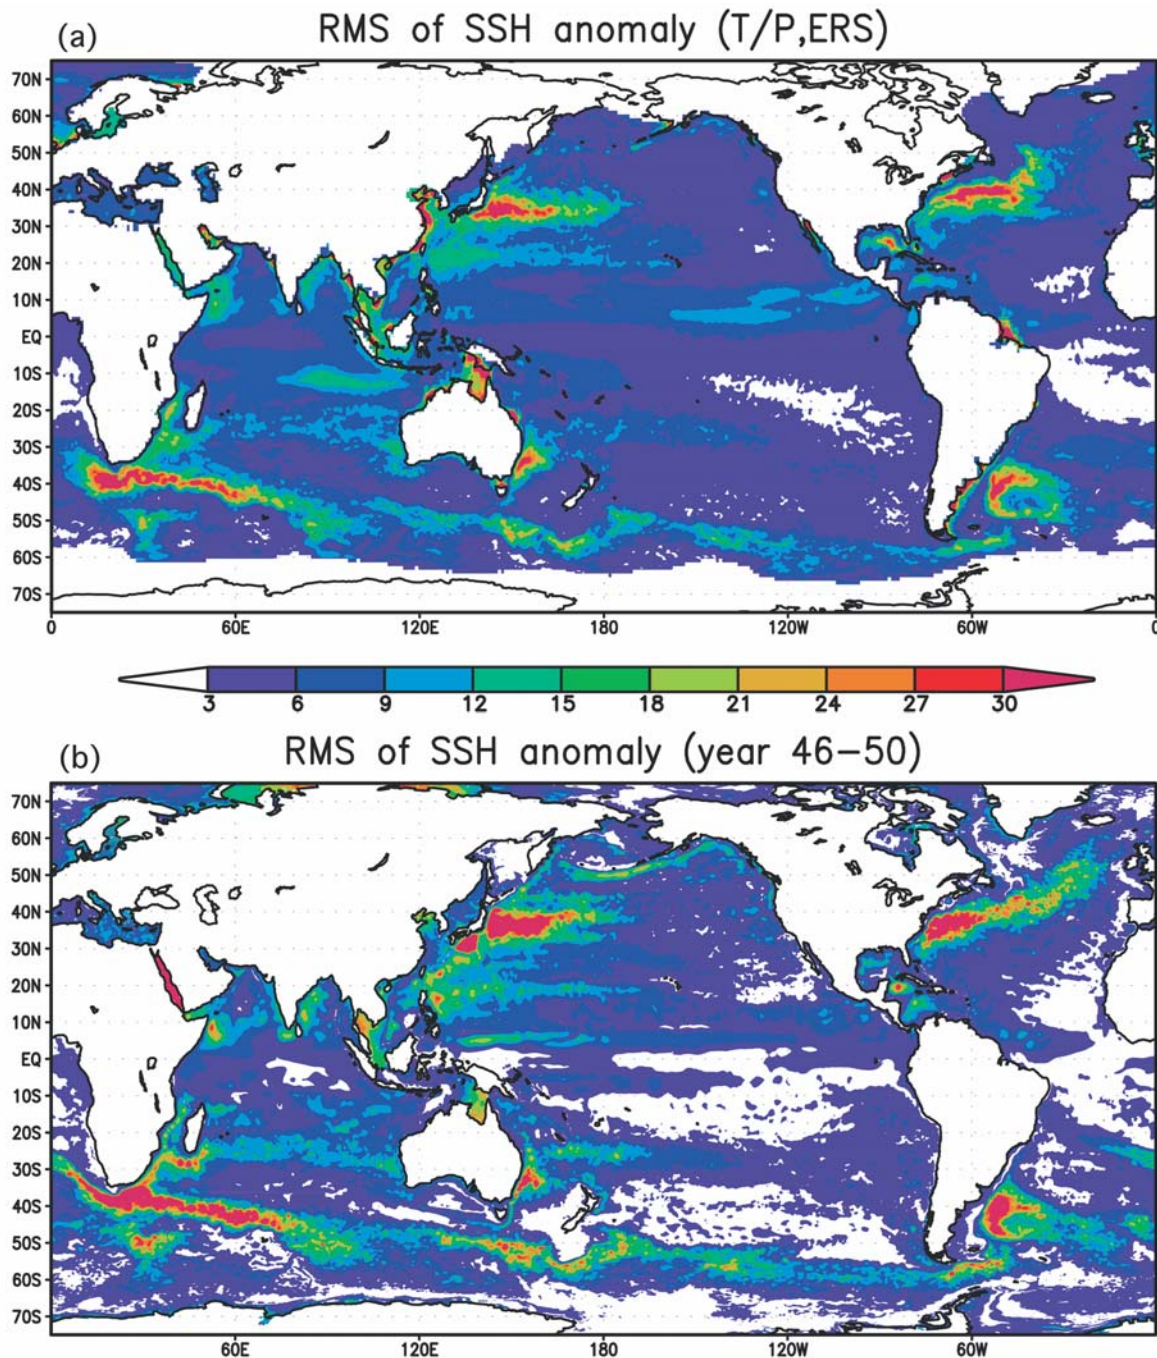 (a) RMS of SSH anomaly (T/P,ERS)
70N
60N
50N
40N
30N
20N
10N
EQ
10S
20S
30S
40S
50S
60S
70S
0 60E 120E 180 120W 60W 0
3 6 9 12 15 18 21 24 27 30
(b) RMS of SSH anomaly (year 46-50)
70N
60N
50N
40N
30N
20N
10N
EQ
10S
20S
30S
40S
50S
60S
70S
60E 120E 180 120W 60W